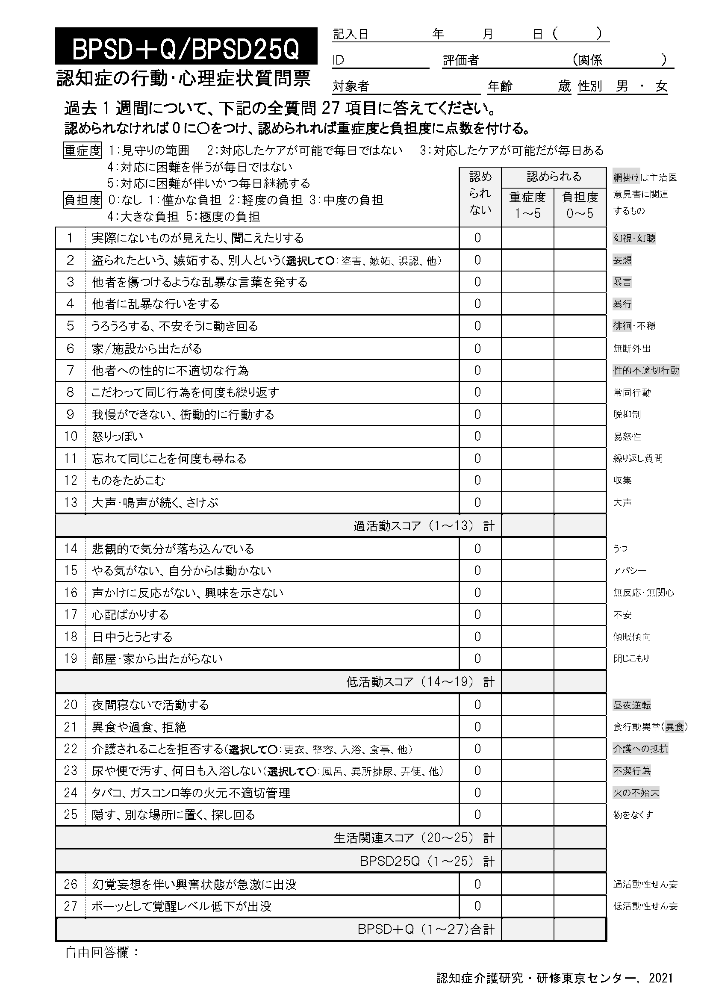 BPSD＋Q/BPSD25Q
認知症の行動・心理症状質問票
記入日　年　月　日（　）
ID　評価者　（関係　）
対象者　年齢　歳　性別　男　・　女
過去 1 週間について、下記の全質問 27 項目に答えてください。
認められなければ 0 に〇をつけ、認められれば重症度と負担度に点数を付ける。
重症度 1：見守りの範囲　2：対応したケアが可能で毎日ではない　3：対応したケアが可能だが毎日ある
4：対応に困難を伴うが毎日ではない
5：対応に困難が伴いかつ毎日継続する
負担度 0：なし 1：僅かな負担 2：軽度の負担 3：中度の負担
4：大きな負担 5：極度の負担
認められない
認められる
重症度 1～5
負担度 0～5
網掛けは主治医
意見書に関連
するもの
1 実際にないものが見えたり、聞こえたりする 0 幻視・幻聴
2 盗られたという、嫉妬する、別人という（選択して〇：盗害、嫉妬、誤認、他） 0 妄想
3 他者を傷つけるような乱暴な言葉を発する 0 暴言
4 他者に乱暴な行いをする 0 暴行
5 うろうろする、不安そうに動き回る 0 徘徊・不穏
6 家/施設から出たがる 0 無断外出
7 他者への性的に不適切な行為 0 性的不適切行動
8 こだわって同じ行為を何度も繰り返す 0 常同行動
9 我慢ができない、衝動的に行動する 0 脱抑制
10 怒りっぽい 0 易怒性
11 忘れて同じことを何度も尋ねる 0 繰り返し質問
12 ものをためこむ 0 収集
13 大声・鳴声が続く、さけぶ 0 大声
過活動スコア（1～13） 計
14 悲観的で気分が落ち込んでいる 0 うつ
15 やる気がない、自分からは動かない 0 アパシー
16 声かけに反応がない、興味を示さない 0 無反応・無関心
17 心配ばかりする 0 不安
18 日中うとうとする 0 傾眠傾向
19 部屋・家から出たがらない 0 閉じこもり
低活動スコア（14～19） 計
20 夜間寝ないで活動する 0 昼夜逆転
21 異食や過食、拒絶 0 食行動異常（異食）
22 介護されることを拒否する（選択して〇：更衣、整容、入浴、食事、他） 0 介護への抵抗
23 尿や便で汚す、何日も入浴しない（選択して〇：風呂、異所排尿、弄便、他） 0 不潔行為
24 タバコ、ガスコンロ等の火元不適切管理 0 火の不始末
25 隠す、別な場所に置く、探し回る 0 物をなくす
生活関連スコア（20～25） 計
BPSD25Q（1～25） 計
26 幻覚妄想を伴い興奮状態が急激に出没 0 過活動性せん妄
27 ボーッとして覚醒レベル低下が出没 0 低活動性せん妄
BPSD＋Q（1～27）合計
自由回答欄：
認知症介護研究・研修東京センター, 2021